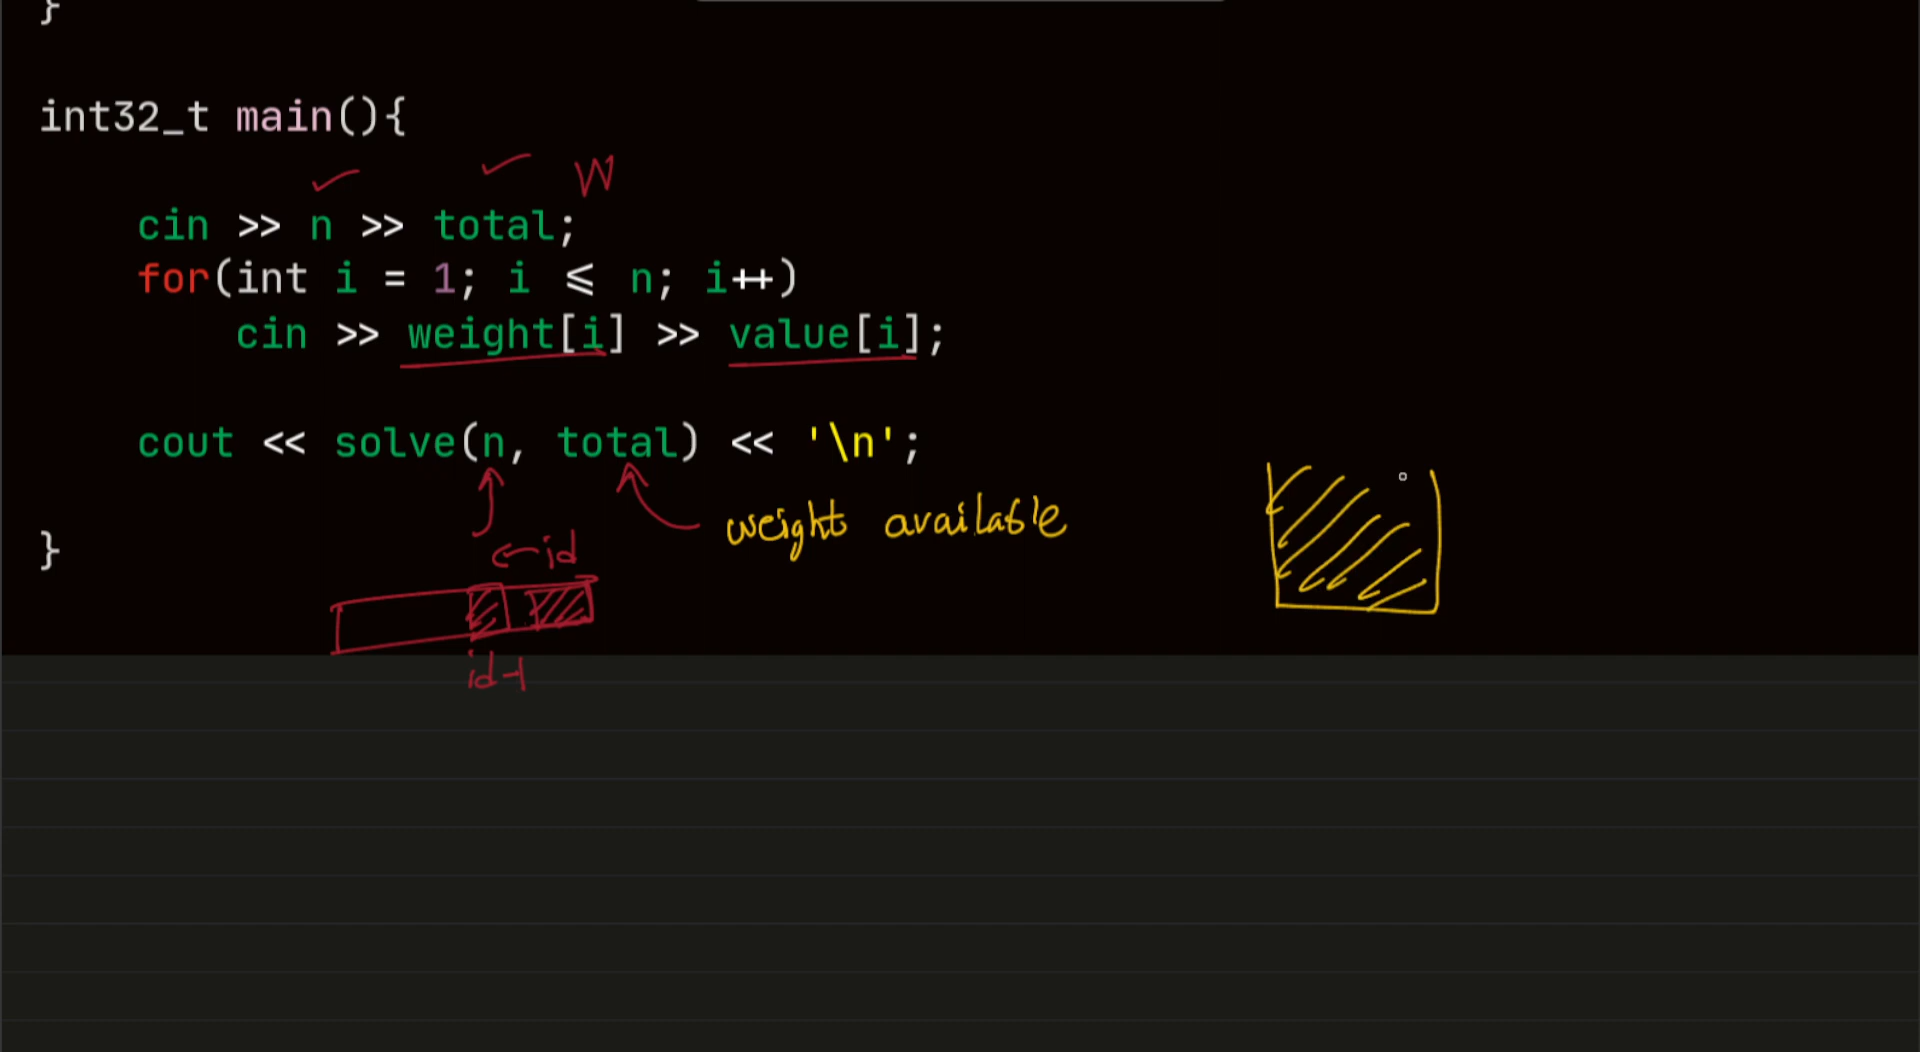 }
int32_t main(){
W
cin >> n >> total;
for(int i = 1; i <= n; i++)
cin >> weight[i] >> value[i];
cout << solve(n, total) << '\n';
weight available
}
id
id-1